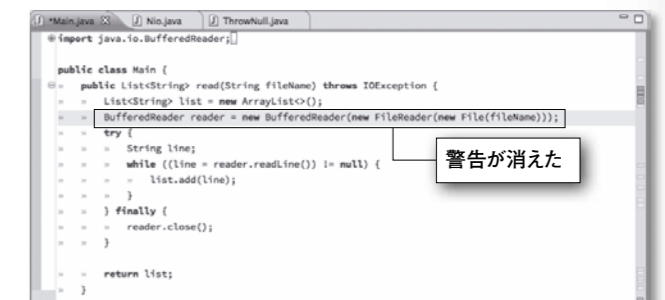 *Main.java Nio.java ThrowNull.java
import java.io.BufferedReader;
public class Main {
public List<String> read(String fileName) throws IOException {
List<String> list = new ArrayList<>();
BufferedReader reader = new BufferedReader(new FileReader(new File(fileName)));
try {
String line;
while ((line = reader.readLine()) != null) {
list.add(line);
}
} finally {
reader.close();
}
return list;
}
警告が消えた